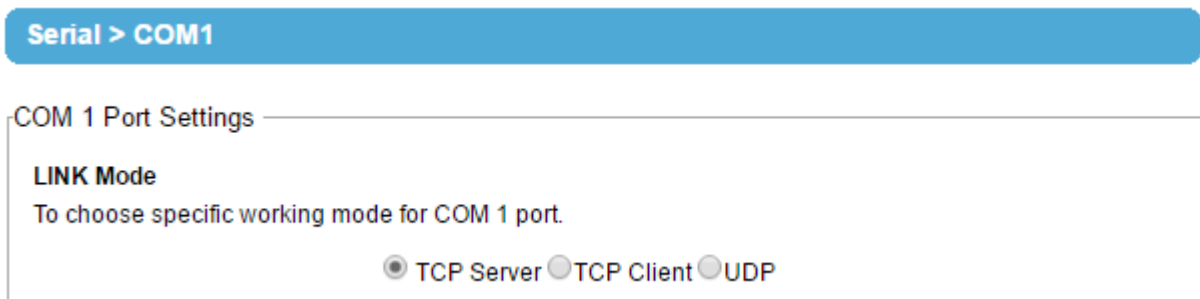 Serial > COM1
COM 1 Port Settings
LINK Mode
To choose specific working mode for COM 1 port.
TCP Server TCP Client UDP